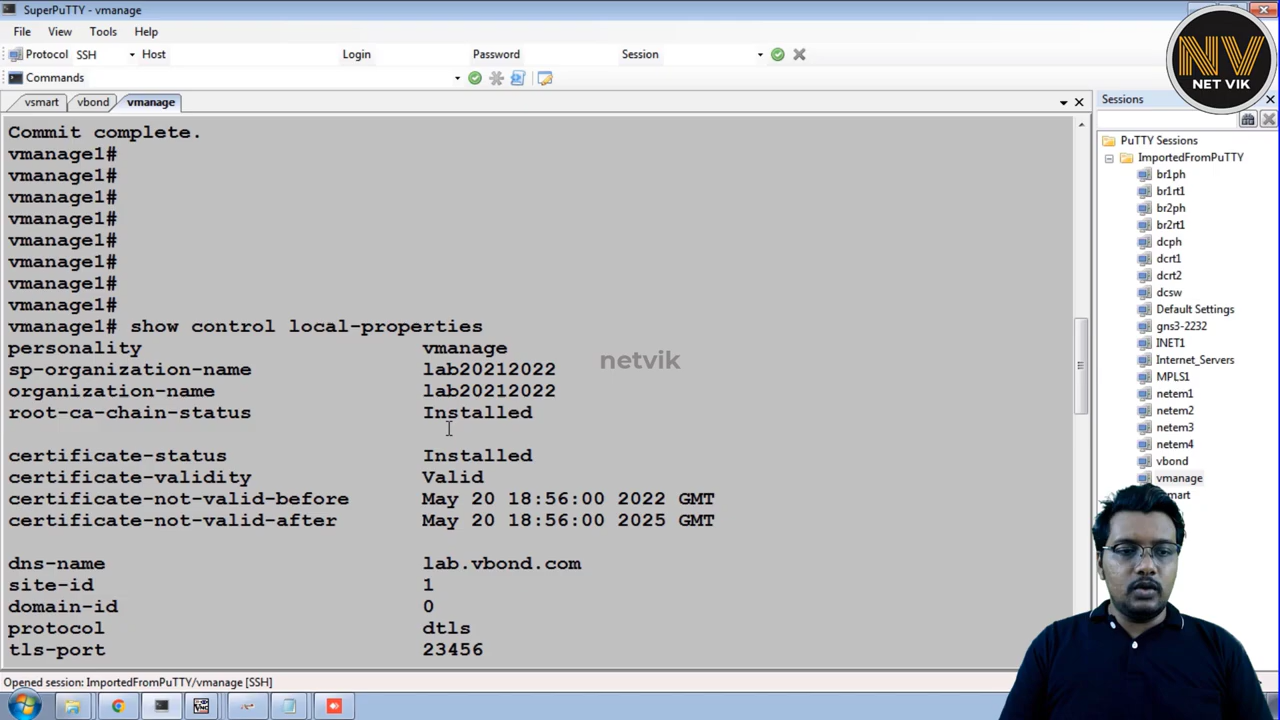 SuperPuTTY - vmanage
File View Tools Help
Protocol SSH Host Login Password Session
Commands
vsmart vbond vmanage
Commit complete.
vmanage1#
vmanage1#
vmanage1#
vmanage1#
vmanage1#
vmanage1#
vmanage1#
vmanage1#
vmanage1# show control local-properties
personality vmanage
sp-organization-name lab20212022
organization-name lab20212022
root-ca-chain-status Installed
certificate-status Installed
certificate-validity Valid
certificate-not-valid-before May 20 18:56:00 2022 GMT
certificate-not-valid-after May 20 18:56:00 2025 GMT
dns-name lab.vbond.com
site-id 1
domain-id 0
protocol dtls
tls-port 23456
netvik
Opened session: ImportedFromPuTTY/vmanage [SSH]
NV
NET VIK
Sessions
PuTTY Sessions
ImportedFromPuTTY
br1ph
br1rt1
br2ph
br2rt1
dcph
dcrt1
dcrt2
dcsw
Default Settings
gns3-2232
INET1
Internet_Servers
MPLS1
netem1
netem2
netem3
netem4
vbond
vmanage